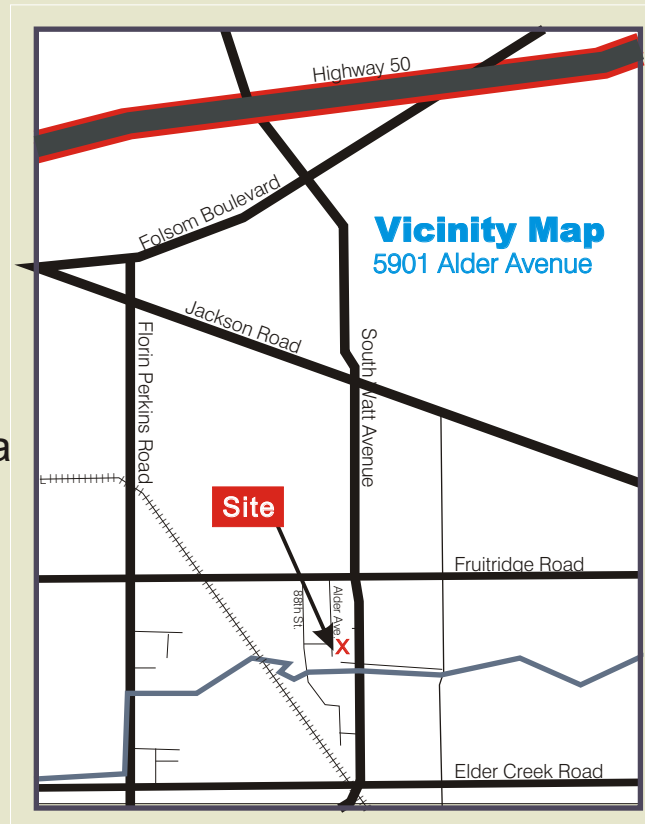 Highway 50
Folsom Boulevard
Vicinity Map
5901 Alder Avenue
Jackson Road
Florin Perkins Road
South Watt Avenue
a
Site
Fruitridge Road
88th St.
Alder Ave.
X
Elder Creek Road